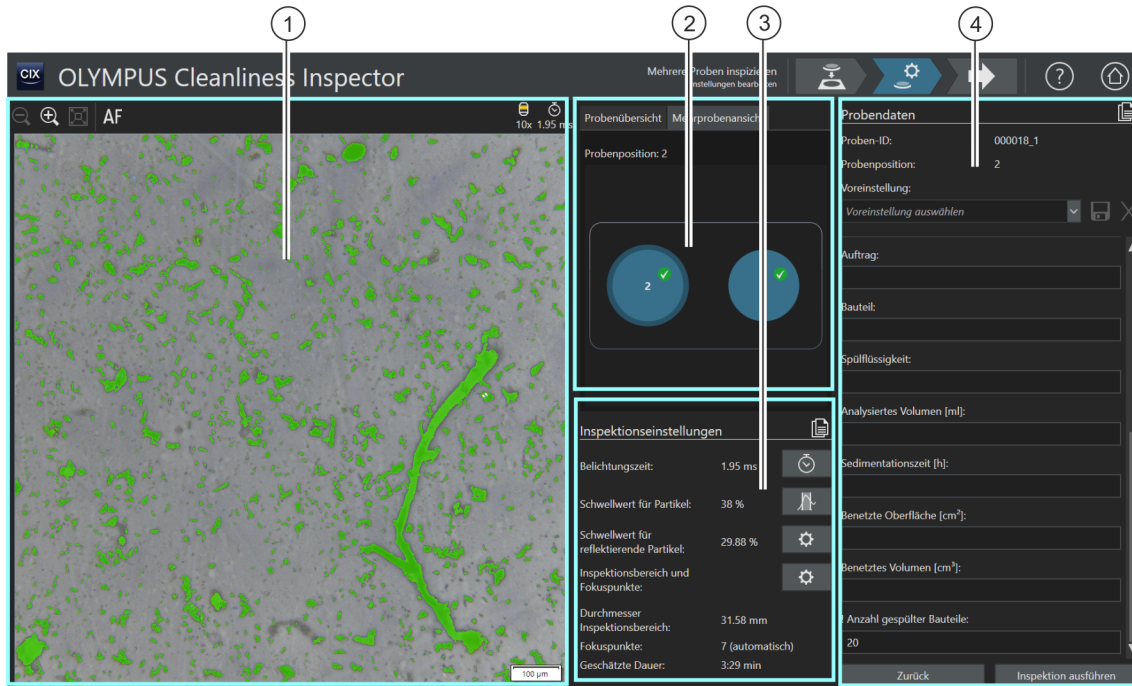 1
2
3
4
CIX
OLYMPUS Cleanliness Inspector
Mehrere Proben inspizieren
?
AF
10x 1.95 ms
Probenübersicht
Mehrprobenansicht
Probenposition: 2
2
Inspektionseinstellungen
Belichtungszeit: 1.95 ms
Schwellwert für Partikel: 38 %
Schwellwert für
reflektierende Partikel: 29.88 %
Inspektionsbereich und
Fokuspunkte:
Durchmesser
Inspektionsbereich: 31.58 mm
Fokuspunkte: 7 (automatisch)
Geschätzte Dauer: 3:29 min
100 µm
Probendaten
Proben-ID: 000018_1
Probenposition: 2
Voreinstellung:
Voreinstellung auswählen
Auftrag:
Bauteil:
Spülflüssigkeit:
Analysiertes Volumen [ml]:
Sedimentationszeit [h]:
Benetzte Oberfläche [cm²]:
Benetztes Volumen [cm³]:
! Anzahl gespülter Bauteile:
20
Zurück
Inspektion ausführen